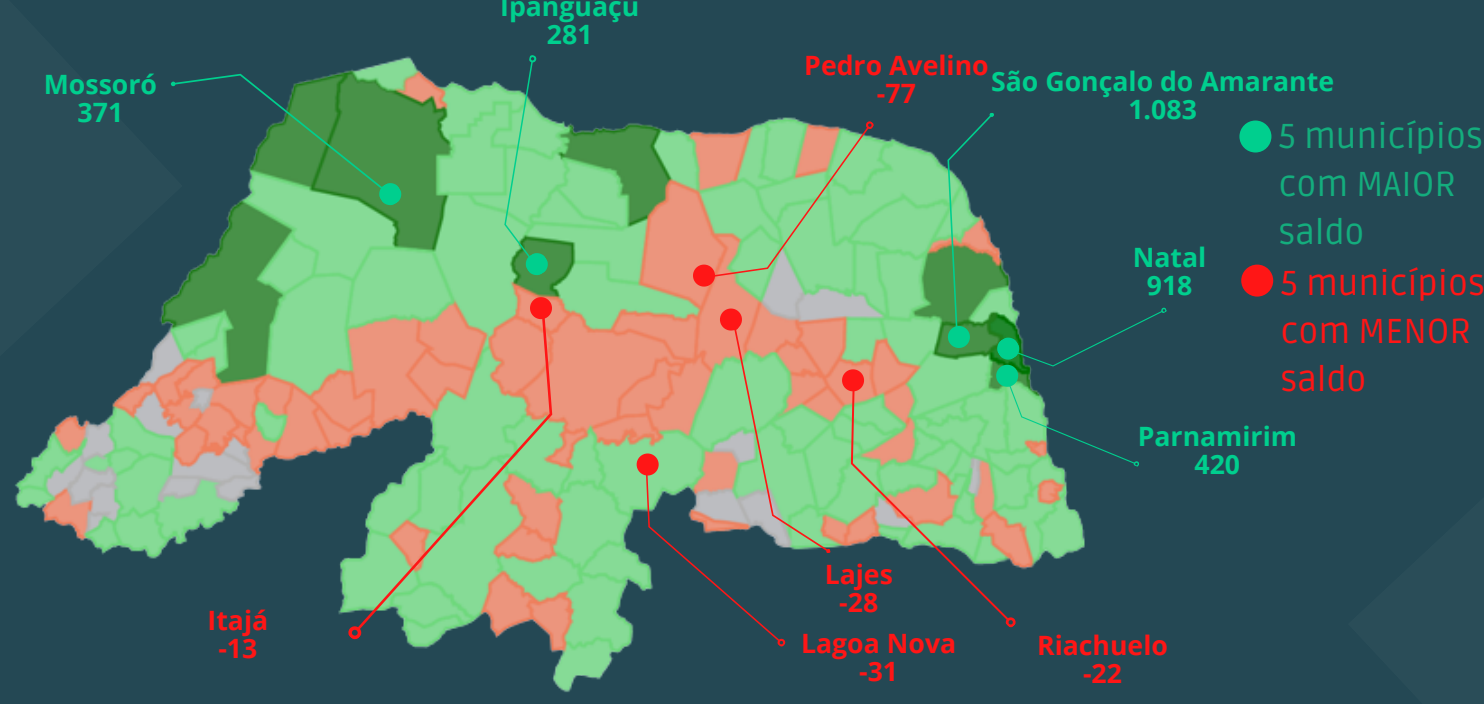 Ipanguaçu
281
Mossoró
371
Pedro Avelino
-77
São Gonçalo do Amarante
1.083
5 municípios
com MAIOR
saldo
5 municípios
com MENOR
saldo
Natal
918
Parnamirim
420
Lajes
-28
Itajá
-13
Lagoa Nova
-31
Riachuelo
-22